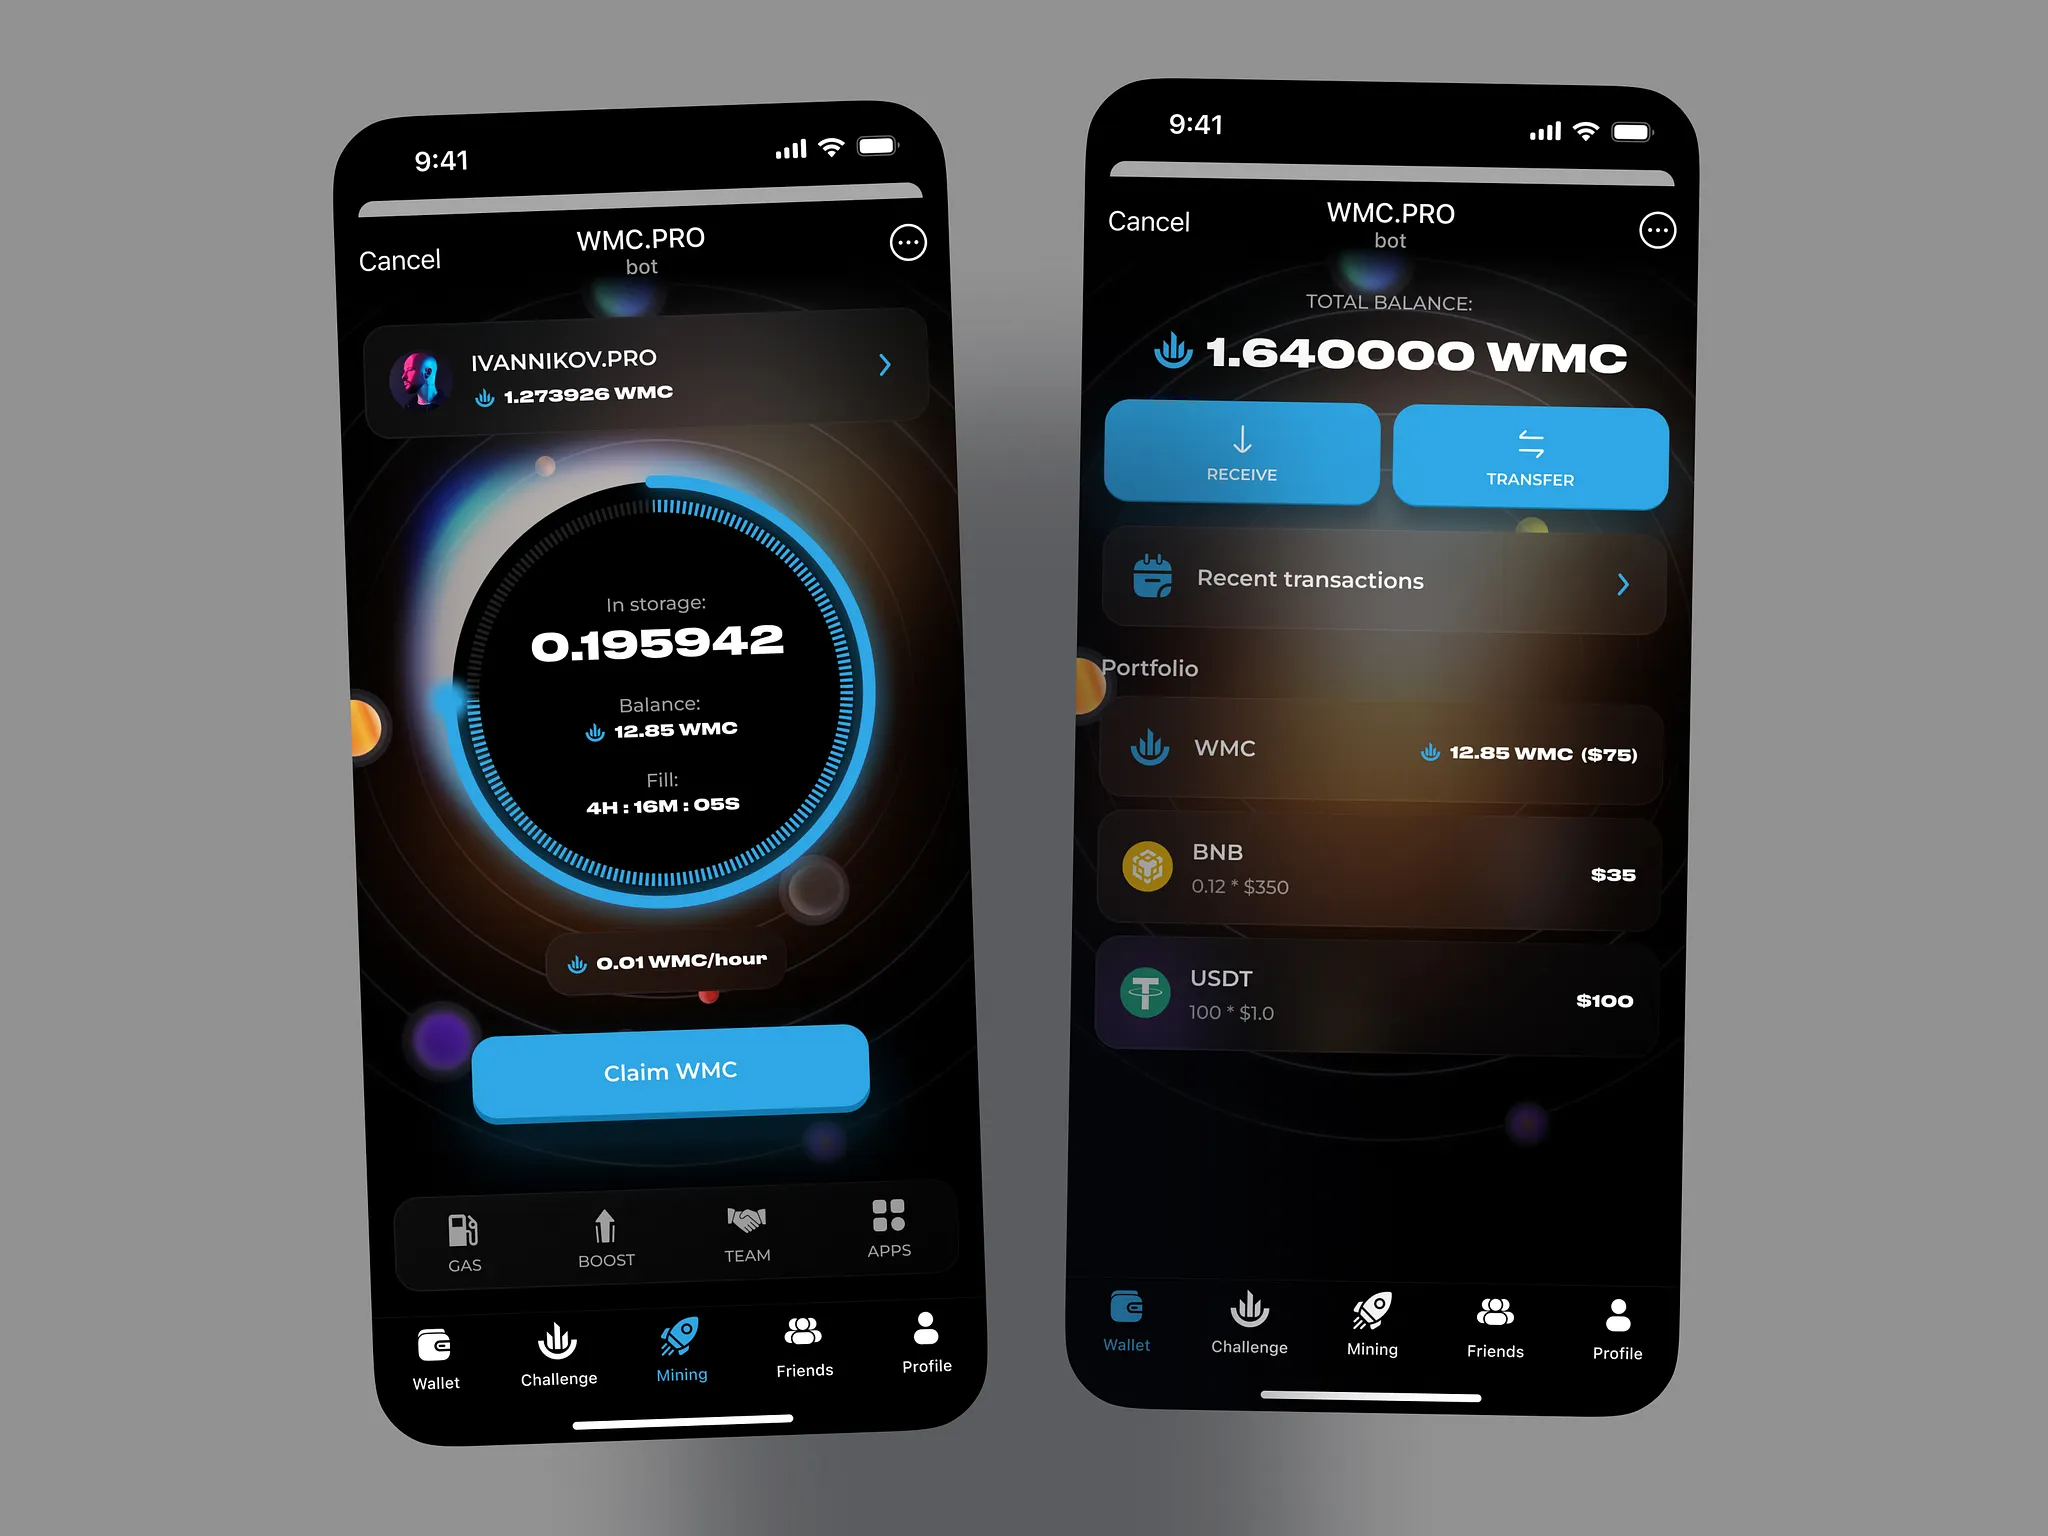 9:41
Cancel
WMC.PRO
bot
IVANNIKOV.PRO
1.273926 WMC
In storage:
0.195942
Balance:
12.85 WMC
Fill:
4H : 16M : 05S
0.01 WMC/hour
Claim WMC
GAS
BOOST
TEAM
APPS
Wallet
Challenge
Mining
Friends
Profile
9:41
Cancel
WMC.PRO
bot
TOTAL BALANCE:
1.640000 WMC
RECEIVE
TRANSFER
Recent transactions
Portfolio
WMC
12.85 WMC ($75)
BNB
0.12 * $350
$35
USDT
100 * $1.0
$100
Wallet
Challenge
Mining
Friends
Profile